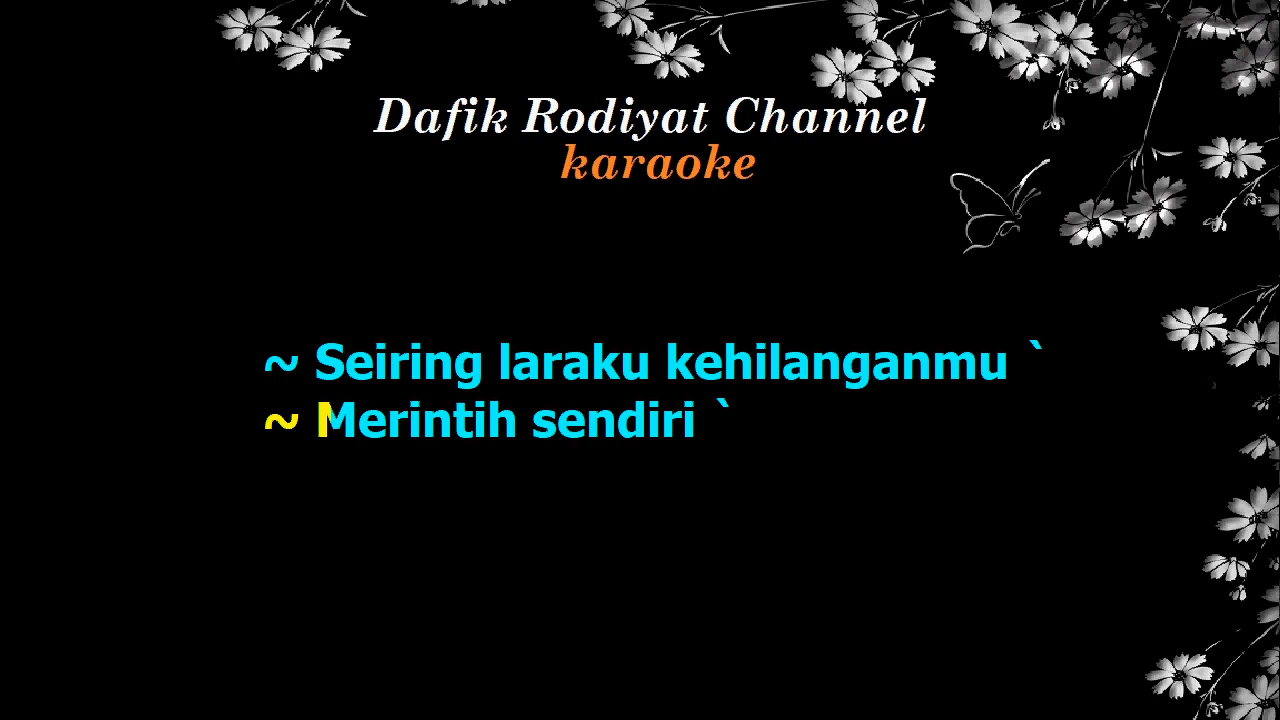 Dafik Rodiyat Channel
karaoke
~ Seiring laraku kehilanganmu `
~ Merintih sendiri `